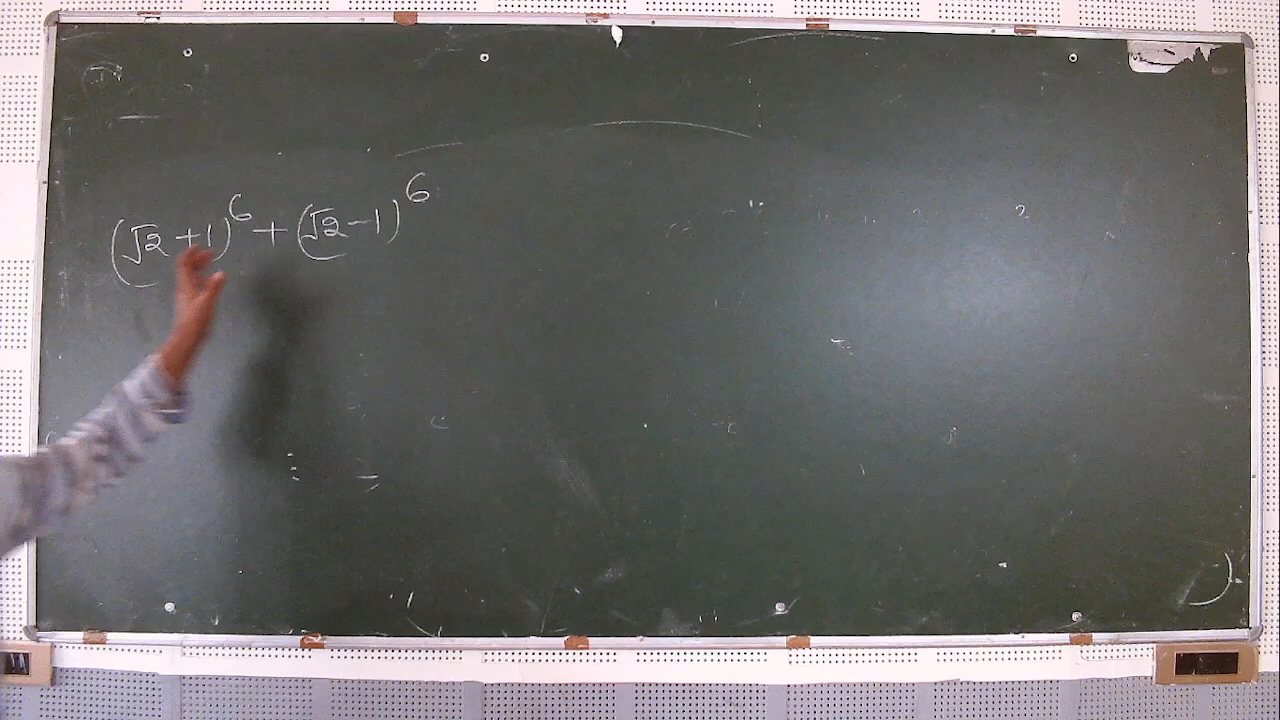 (√2 + 1)⁶ + (√2 − 1)⁶